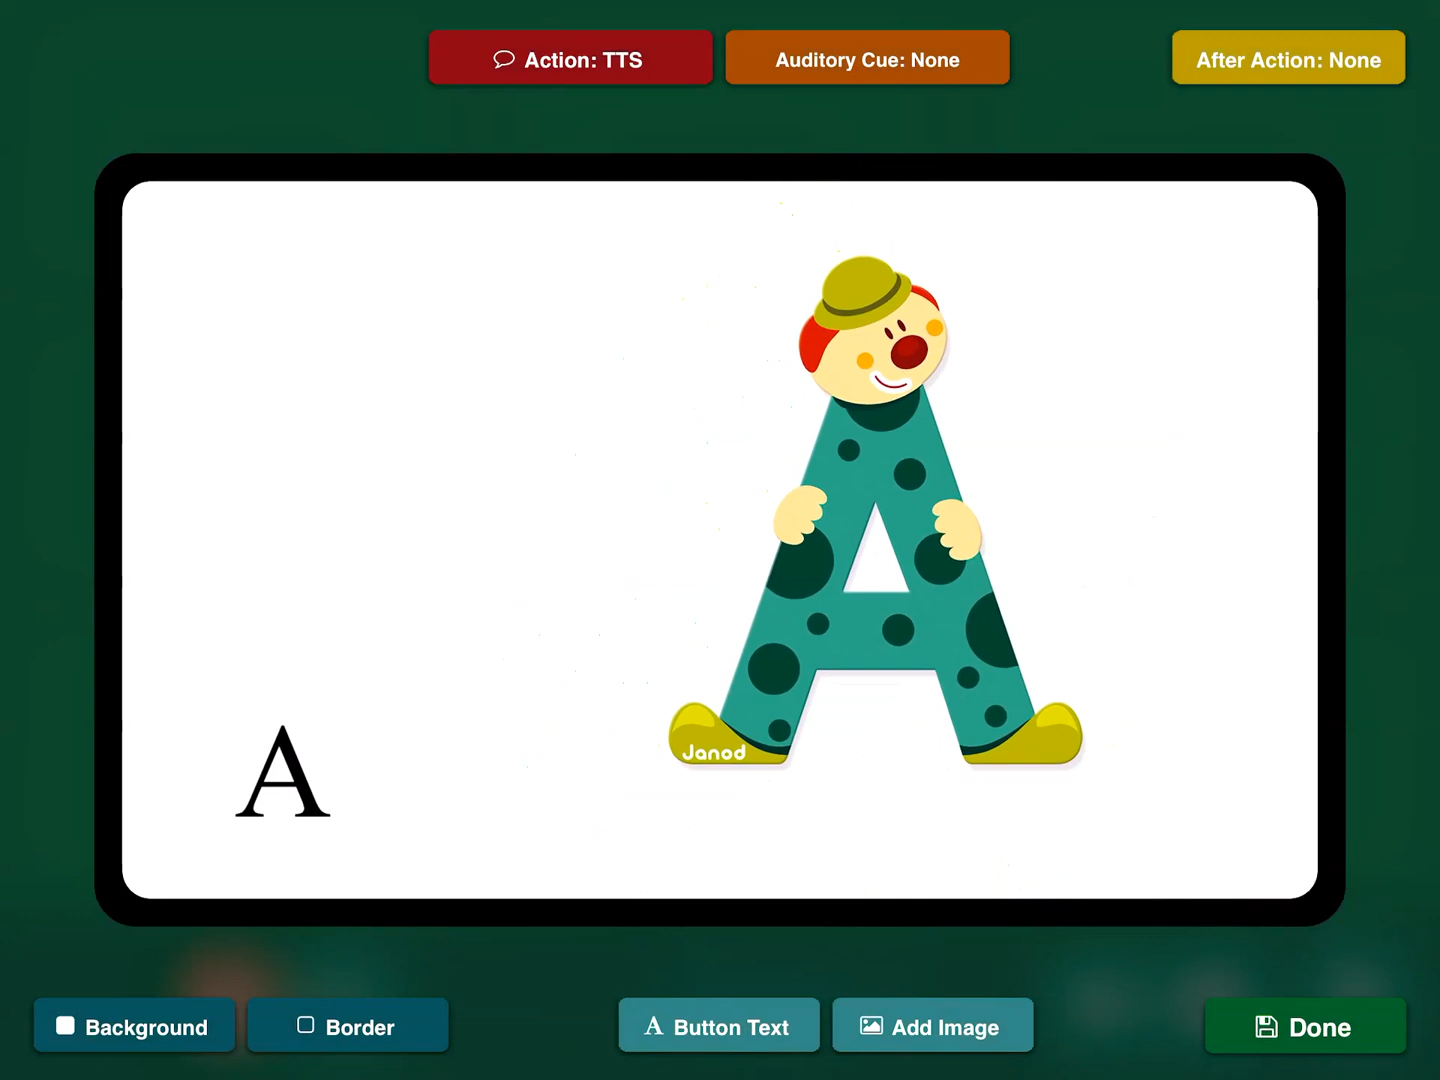 Action: TTS
Auditory Cue: None
After Action: None
A
A
Janod
Background
Border
A Button Text
Add Image
Done